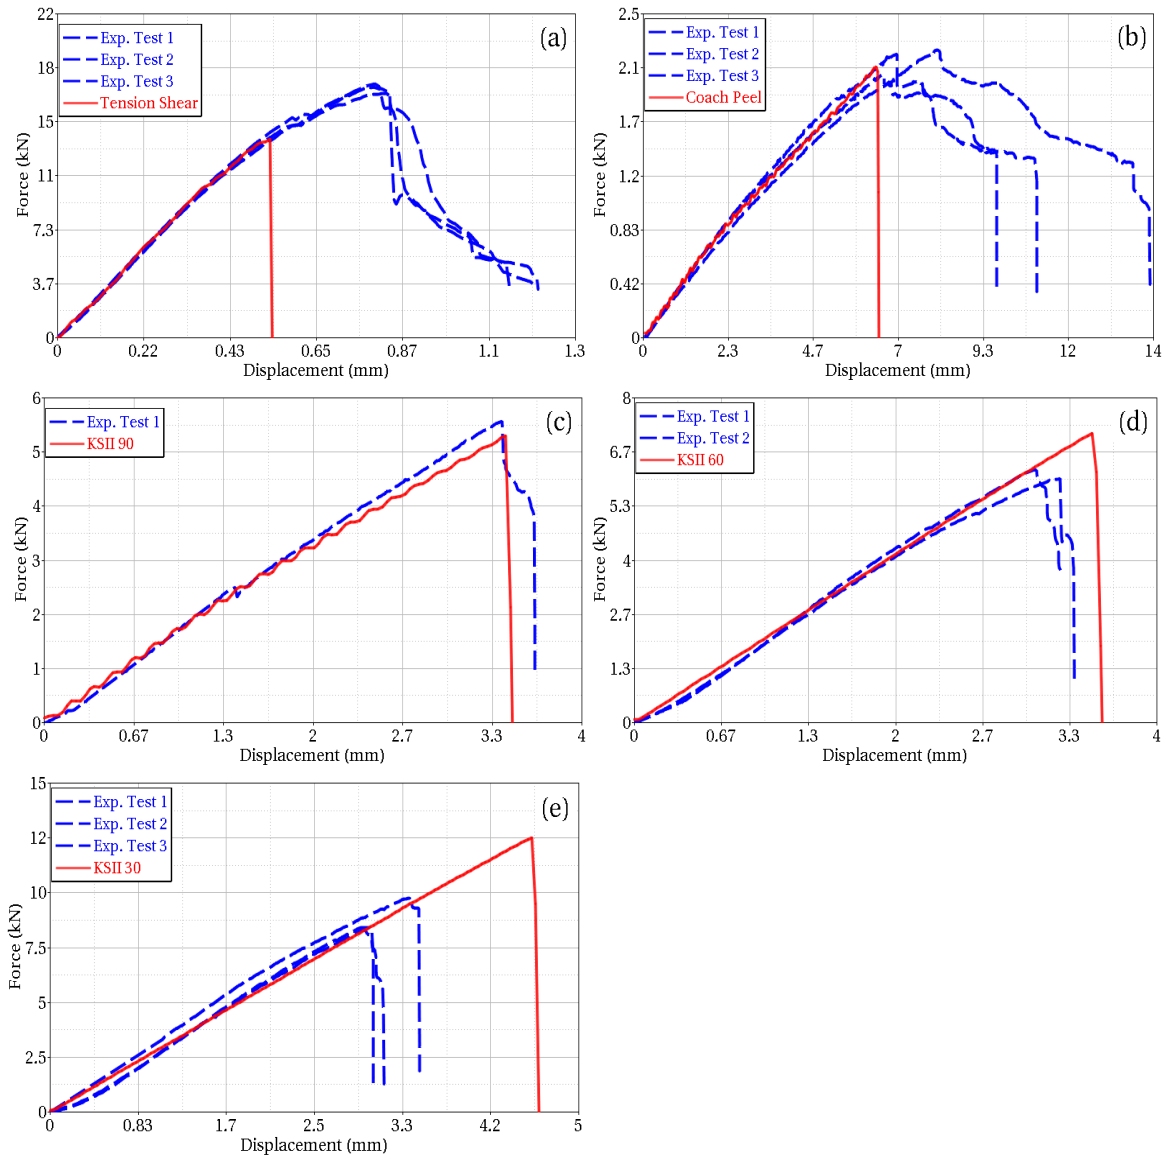 22
18
15
11
7.3
3.7
0
Force (kN)
Exp. Test 1
Exp. Test 2
Exp. Test 3
Tension Shear
(a)
0 0.22 0.43 0.65 0.87 1.1 1.3
Displacement (mm)
2.5
2.1
1.7
1.2
0.83
0.42
0
Force (kN)
Exp. Test 1
Exp. Test 2
Exp. Test 3
Coach Peel
(b)
0 2.3 4.7 7 9.3 12 14
Displacement (mm)
6
5
4
3
2
1
0
Force (kN)
Exp. Test 1
KSII 90
(c)
0 0.67 1.3 2 2.7 3.3 4
Displacement (mm)
8
6.7
5.3
4
2.7
1.3
0
Force (kN)
Exp. Test 1
Exp. Test 2
KSII 60
(d)
0 0.67 1.3 2 2.7 3.3 4
Displacement (mm)
15
12
10
7.5
5
2.5
0
Force (kN)
Exp. Test 1
Exp. Test 2
Exp. Test 3
KSII 30
(e)
0 0.83 1.7 2.5 3.3 4.2 5
Displacement (mm)